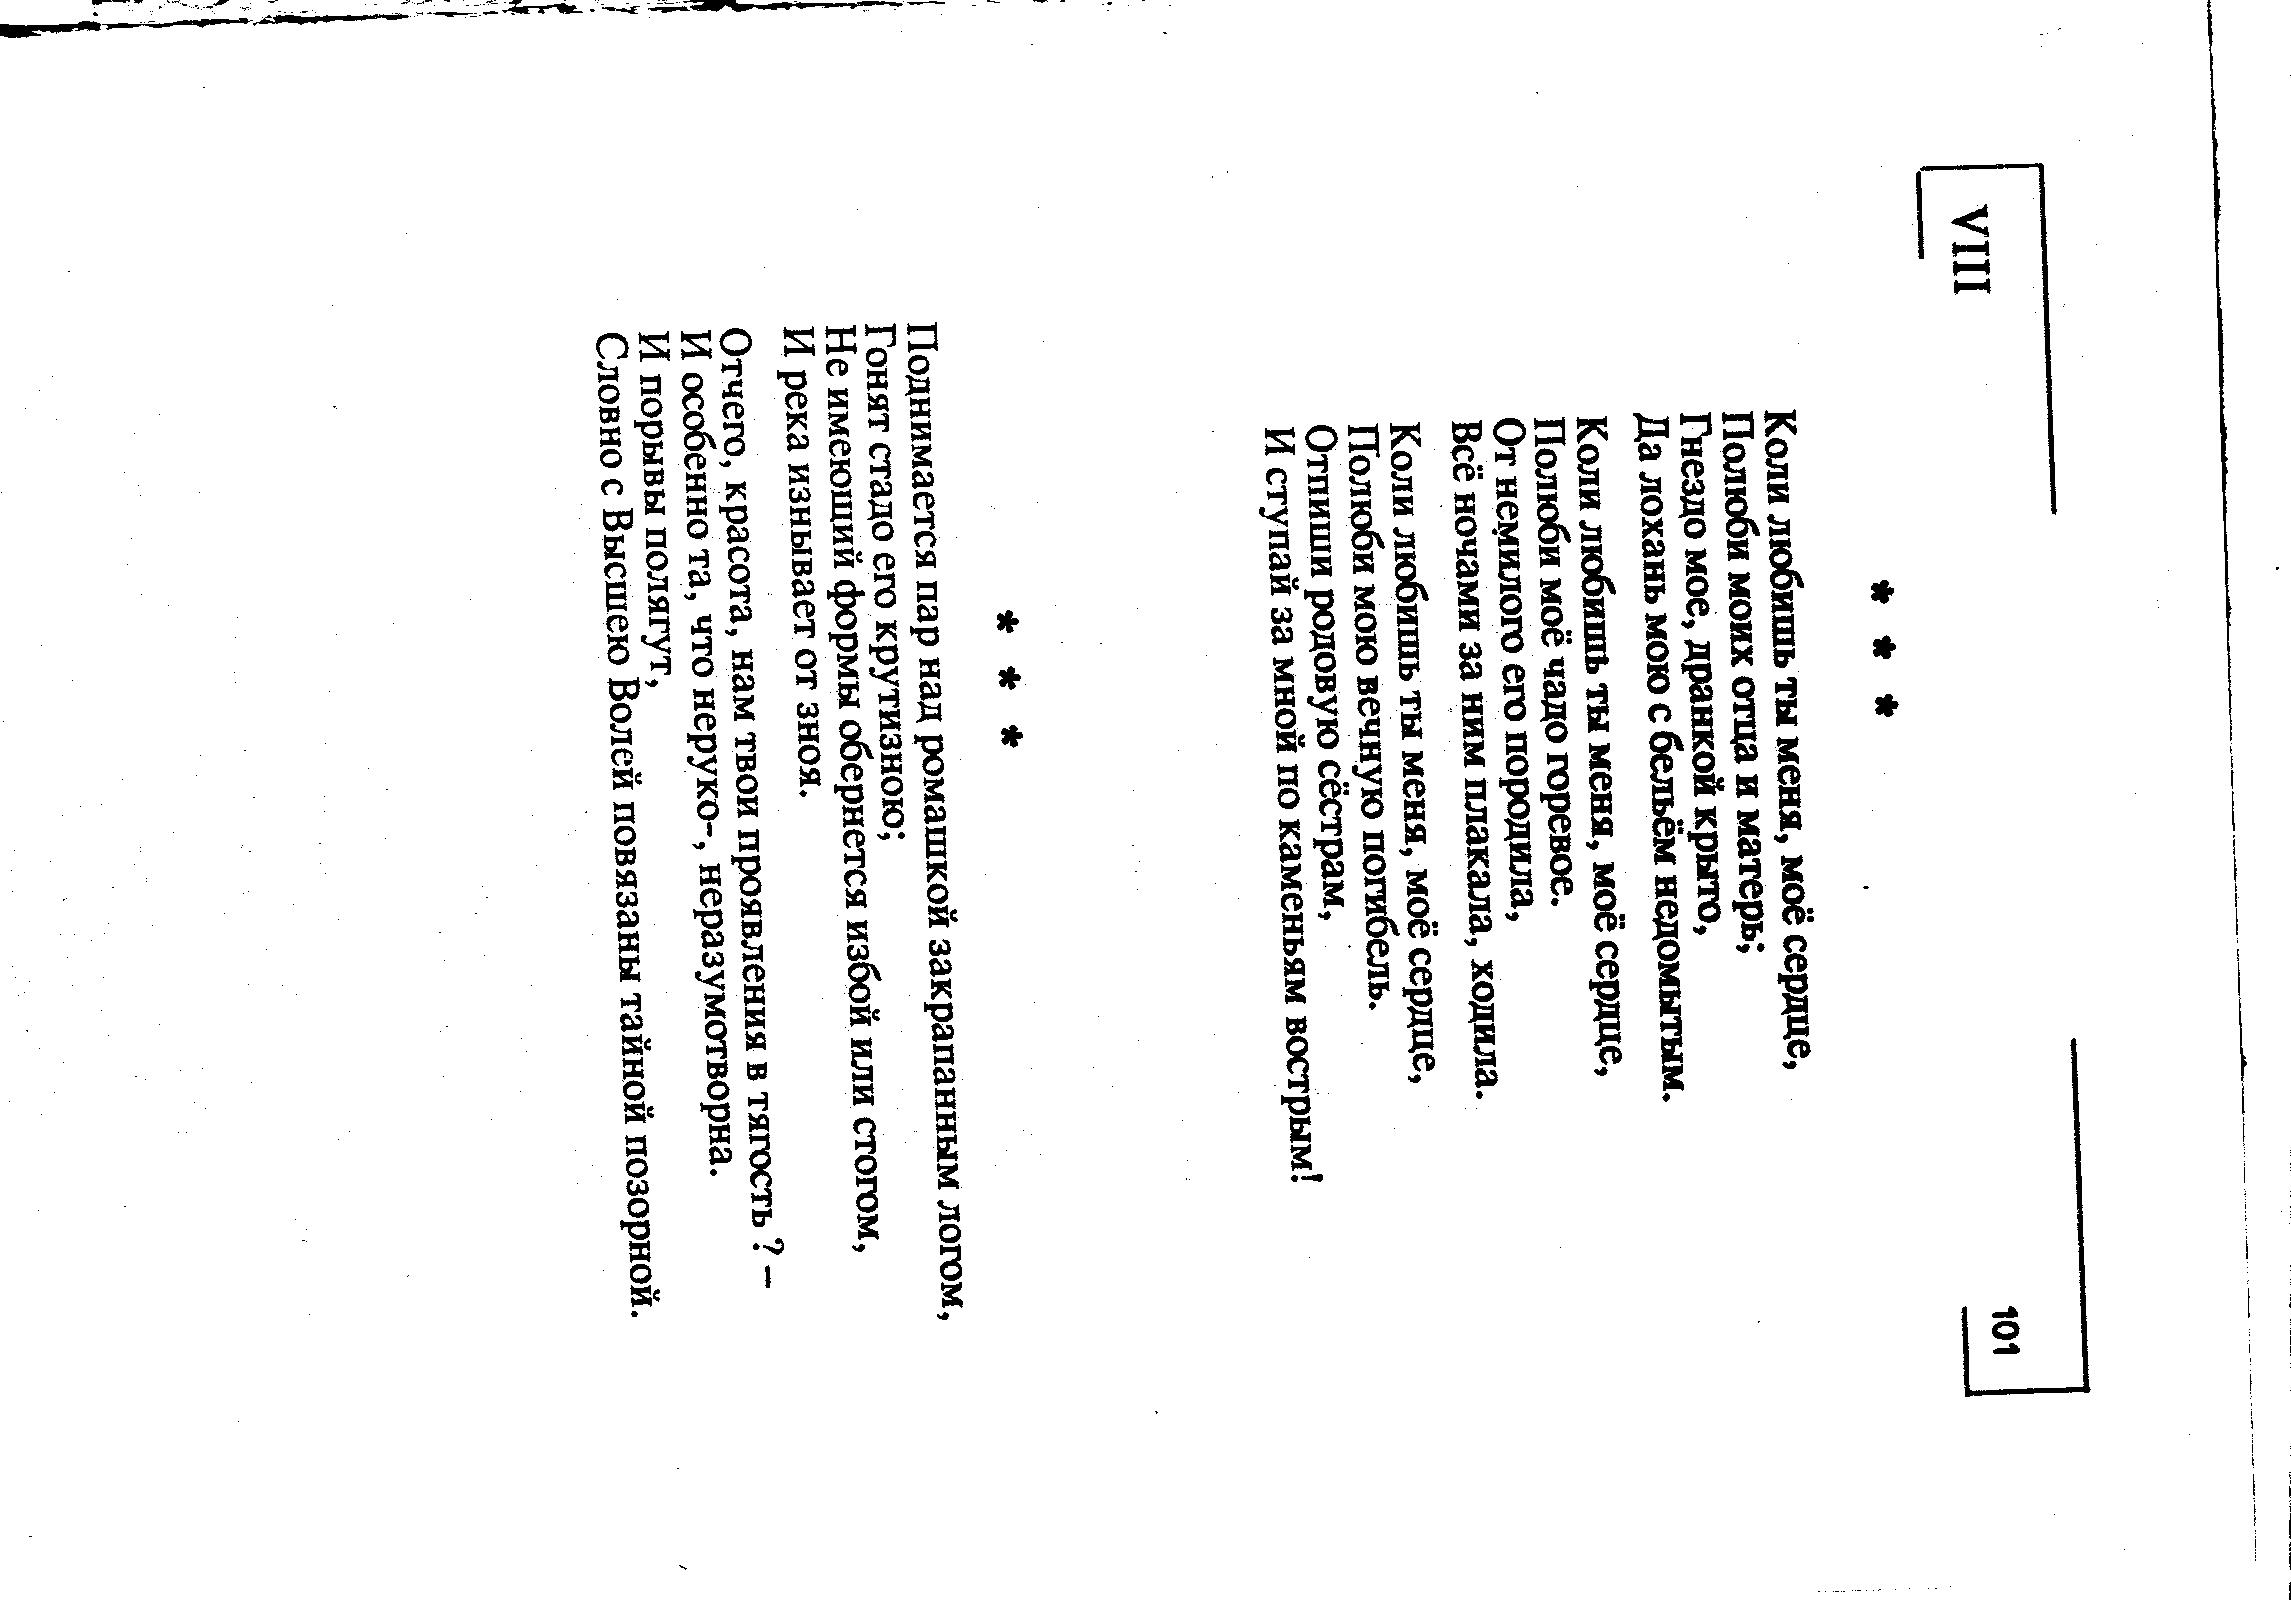 VIII
101
* * *
Коли любишь ты меня, моё сердце,
Полюби моих отца и матерь;
Гнездо мое, дранкой крыто,
Да лохань мою с бельём недомытым.
Коли любишь ты меня, моё сердце,
Полюби моё чадо горевое.
От немилого его породила,
Всё ночами за ним плакала, ходила.
Коли любишь ты меня, моё сердце,
Полюби мою вечную погибель.
Отпиши родовую сёстрам,
И ступай за мной по каменьям вострым!
* * *
Поднимается пар над ромашкой закрапанным логом,
Гонят стадо его крутизною;
Не имеющий формы обернется избой или стогом,
И река изнывает от зноя.
Отчего, красота, нам твои проявления в тягость ? –
И особенно та, что неруко-, неразумотворна.
И порывы полягут,
Словно с Высшею Волей повязаны тайной позорной.